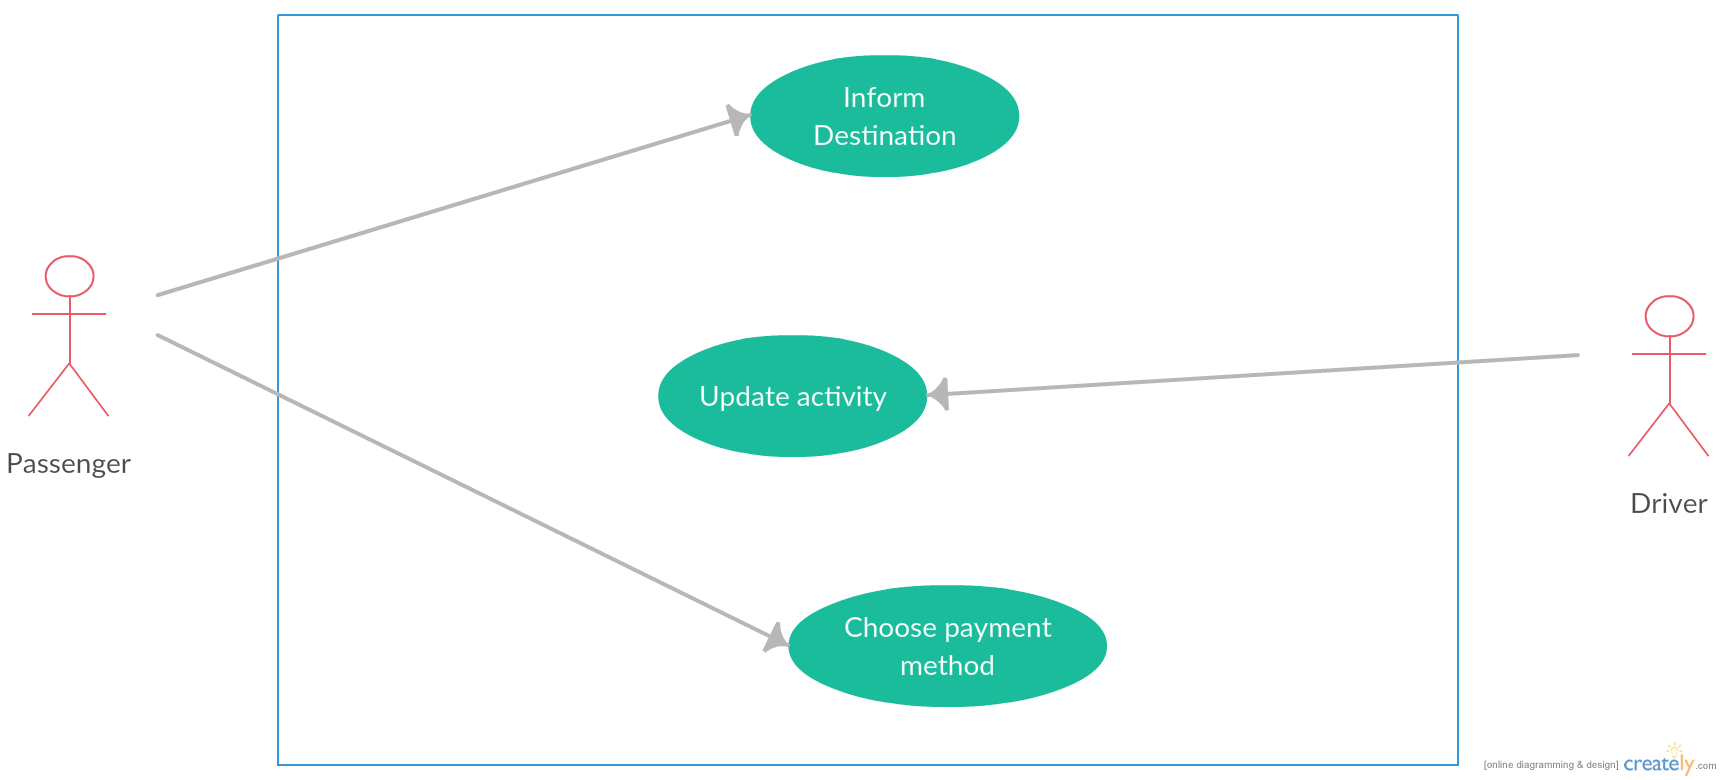 Inform
Destination
Update activity
Passenger
Driver
Choose payment
method
[online diagramming & design] creately.com